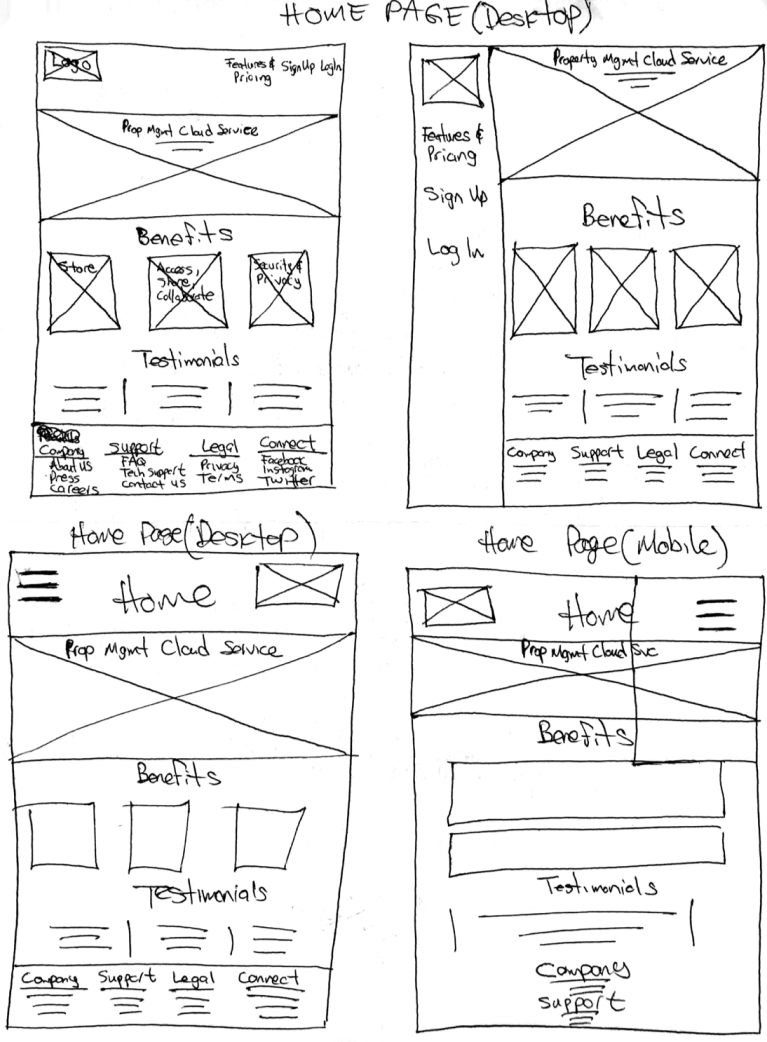 HOME PAGE (Desktop)
Logo
Features & Sign Up Log In
Pricing
Prop Mgmt Cloud Service
Benefits
Store
Access,
Share,
Collaborate
Security &
Privacy
Testimonials
Company
About Us
Press
Careers
Support
FAQ
Tech Support
Contact US
Legal
Privacy
Terms
Connect
Facebook
Instagram
Twitter
Property Mgmt Cloud Service
Features &
Pricing
Sign Up
Log In
Benefits
Testimonials
Company Support Legal Connect
Home Page (Desktop)
Home
Prop Mgmt Cloud Service
Benefits
Testimonials
Company Support Legal Connect
Home Page (Mobile)
Home
Prop Mgmt Cloud Svc
Benefits
Testimonials
Company
Support